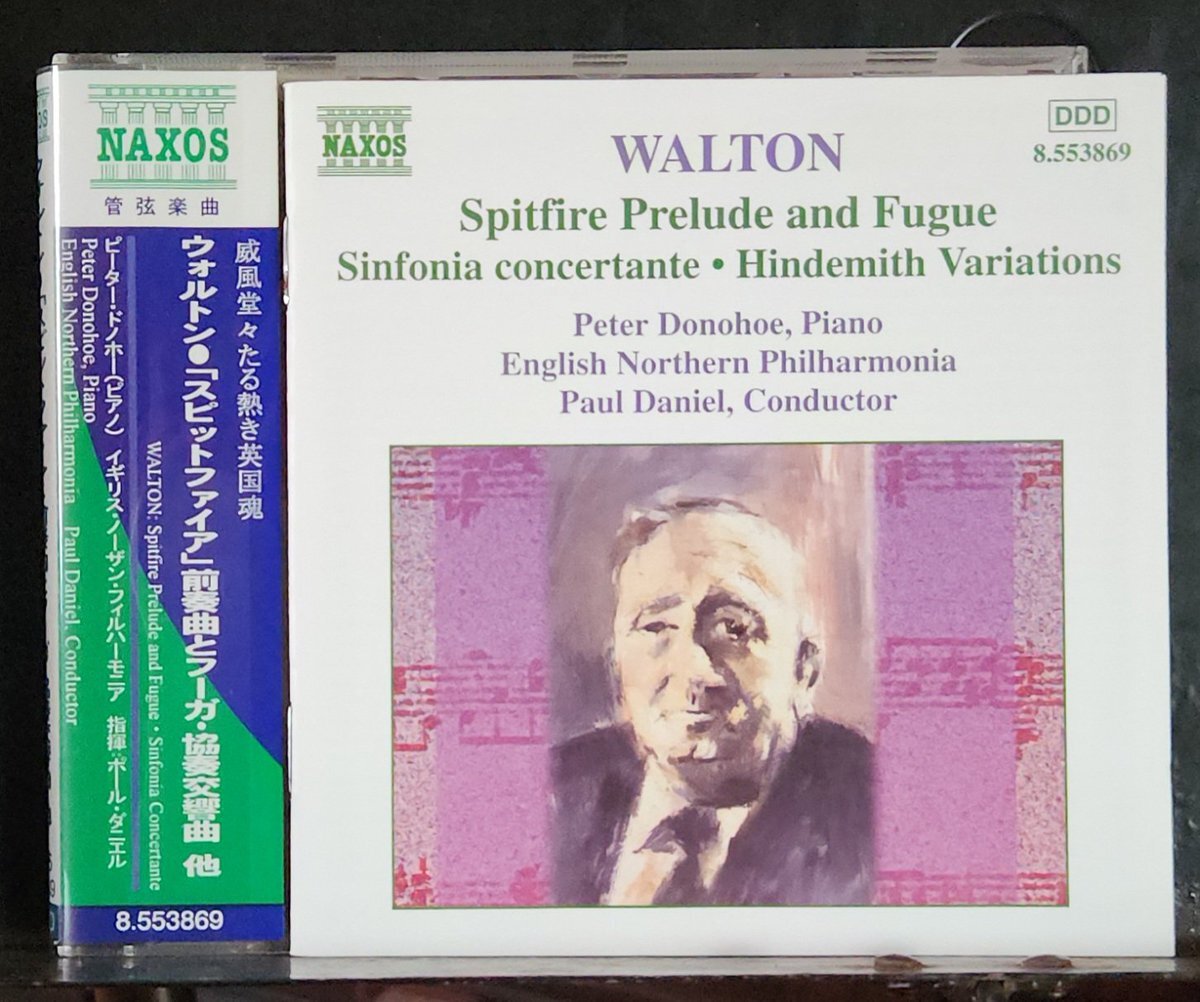 NAXOS
管弦楽曲
威風堂々たる熱き英国魂
ウォルトン●「スピットファイア」前奏曲とフーガ・協奏交響曲 他
WALTON: Spitfire Prelude and Fugue • Sinfonia Concertante
ピーター・ドノホー(ピアノ) イギリス・ノーザン・フィルハーモニア 指揮:ポール・ダニエル
Peter Donohoe, Piano
English Northern Philharmonia Paul Daniel, Conductor
8.553869
NAXOS
DDD
8.553869
WALTON
Spitfire Prelude and Fugue
Sinfonia concertante • Hindemith Variations
Peter Donohoe, Piano
English Northern Philharmonia
Paul Daniel, Conductor